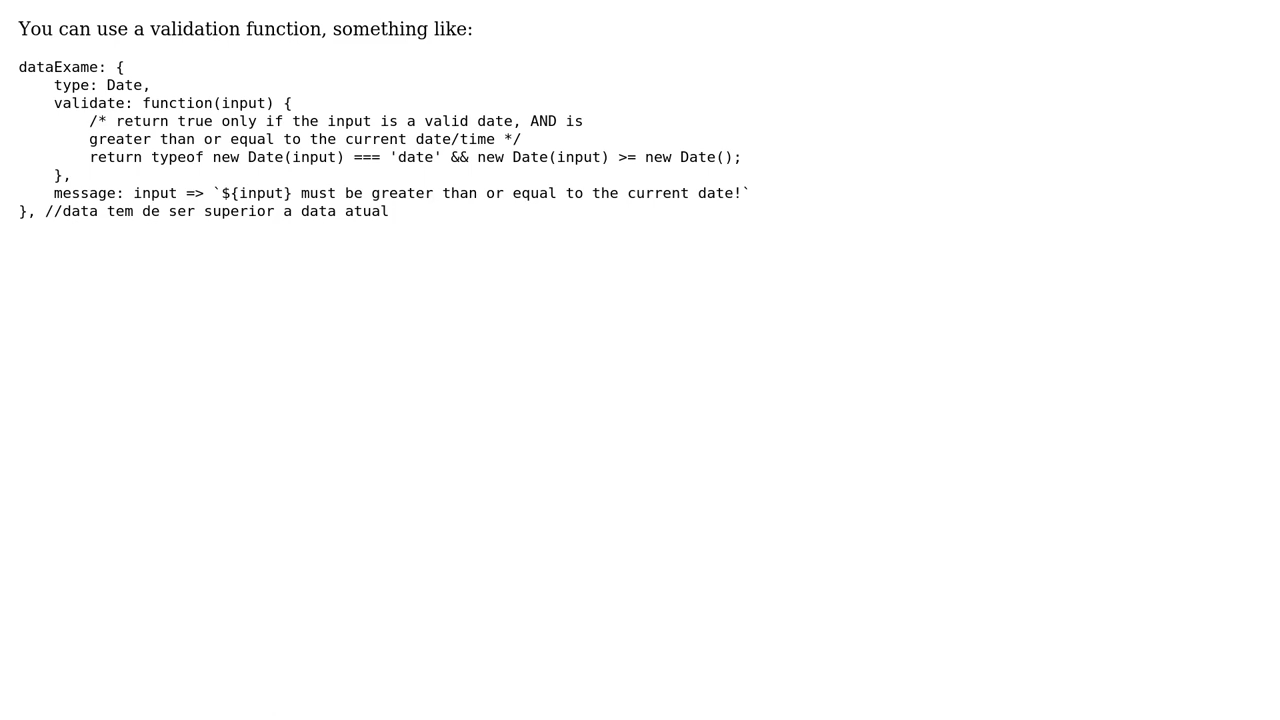 You can use a validation function, something like:
dataExame: {
    type: Date,
    validate: function(input) {
        /* return true only if the input is a valid date, AND is
        greater than or equal to the current date/time */
        return typeof new Date(input) === 'date' && new Date(input) >= new Date();
    },
    message: input => `${input} must be greater than or equal to the current date!`
}, //data tem de ser superior a data atual